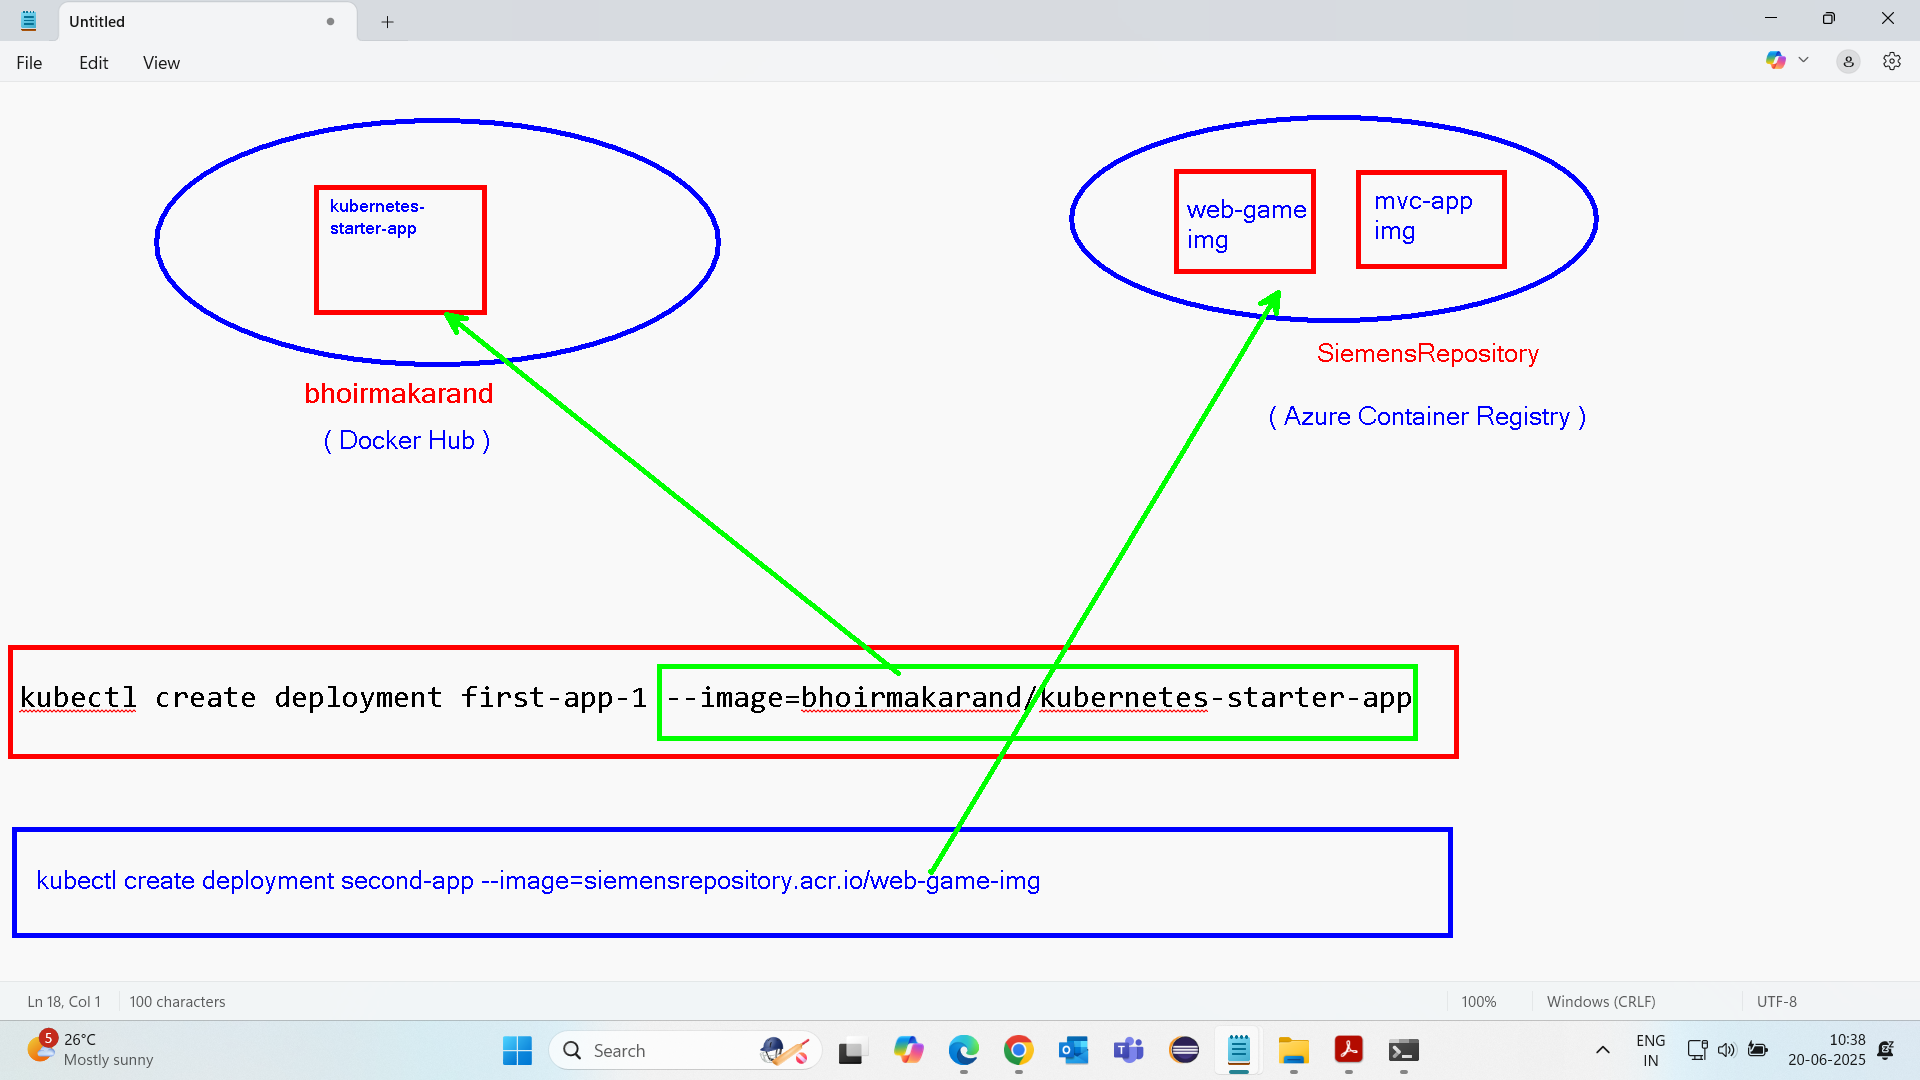 Untitled
File Edit View
kubernetes-
starter-app
web-game
img
mvc-app
img
bhoirmakarand
( Docker Hub )
SiemensRepository
( Azure Container Registry )
kubectl create deployment first-app-1 --image=bhoirmakarand/kubernetes-starter-app
kubectl create deployment second-app --image=siemensrepository.acr.io/web-game-img
Ln 18, Col 1 100 characters 100% Windows (CRLF) UTF-8
5
26°C
Mostly sunny
Search
ENG
IN
10:38
20-06-2025